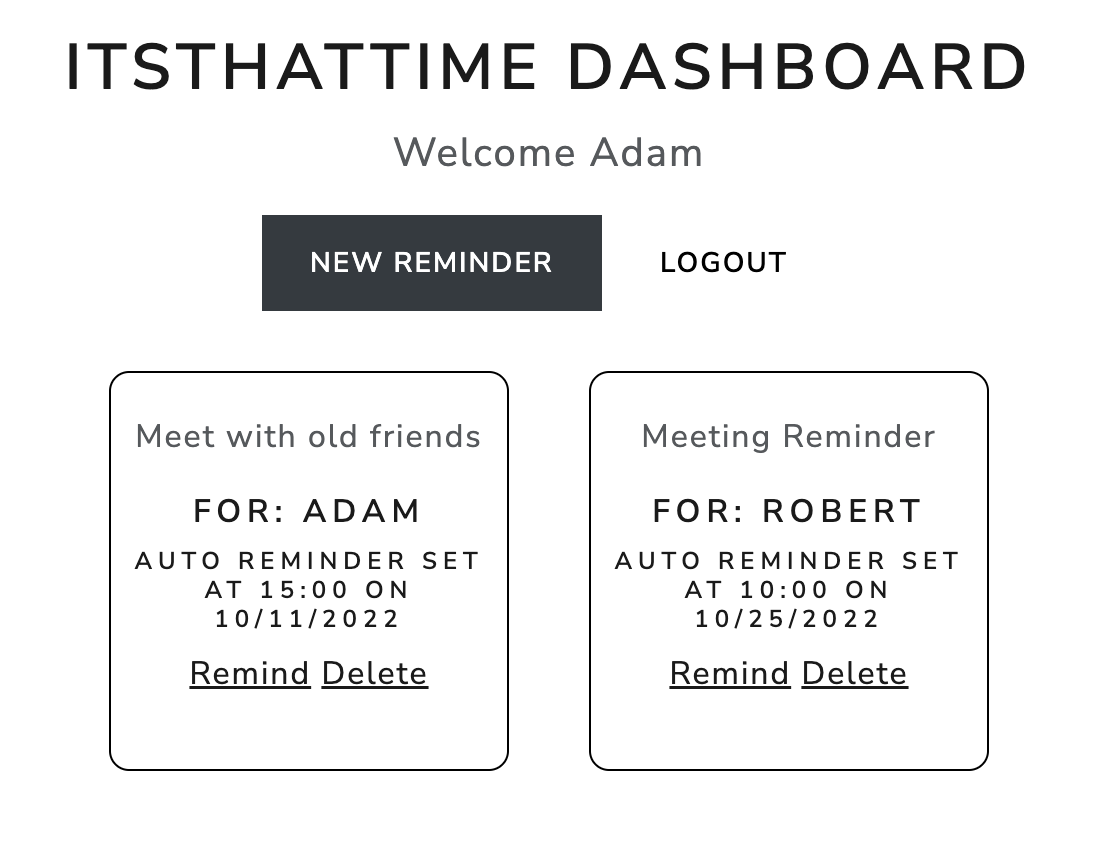 ITSTHATTIME DASHBOARD
Welcome Adam
NEW REMINDER
LOGOUT
Meet with old friends
FOR: ADAM
AUTO REMINDER SET
AT 15:00 ON
10/11/2022
Remind Delete
Meeting Reminder
FOR: ROBERT
AUTO REMINDER SET
AT 10:00 ON
10/25/2022
Remind Delete